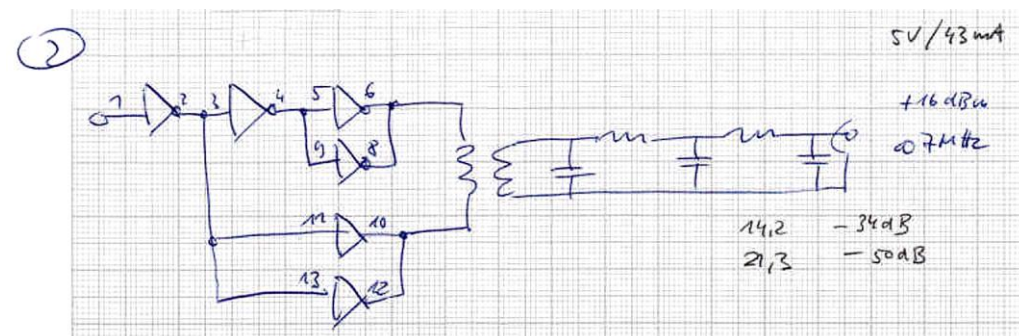 2
5V/43mA
+16 dBm
∞ 7MHz
1 2 3 4 5 6
9 8
11 10
13 12
14,2 -34dB
21,3 -50dB